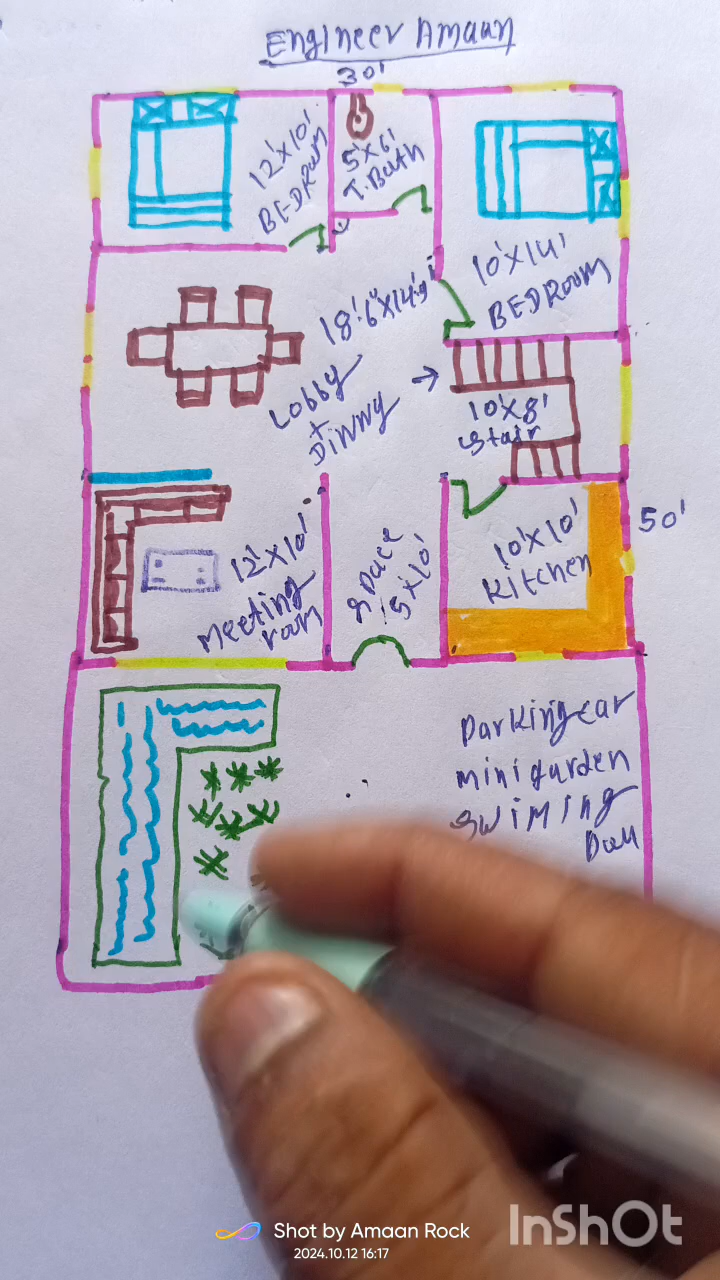 Engineer Amaan
30'
12'x10'
BEDROOM
5'x6'
T.Bath
10'x14'
BEDROOM
18'.6"x14'.9"
Lobby
+
Dinny
10'x8'
Stair
50'
12'x10'
Meeting
room
space
5'x10'
10'x10'
Kitchen
Parking car
mini garden
swiming
Shot by Amaan Rock
2024.10.12 16:17
InShOt